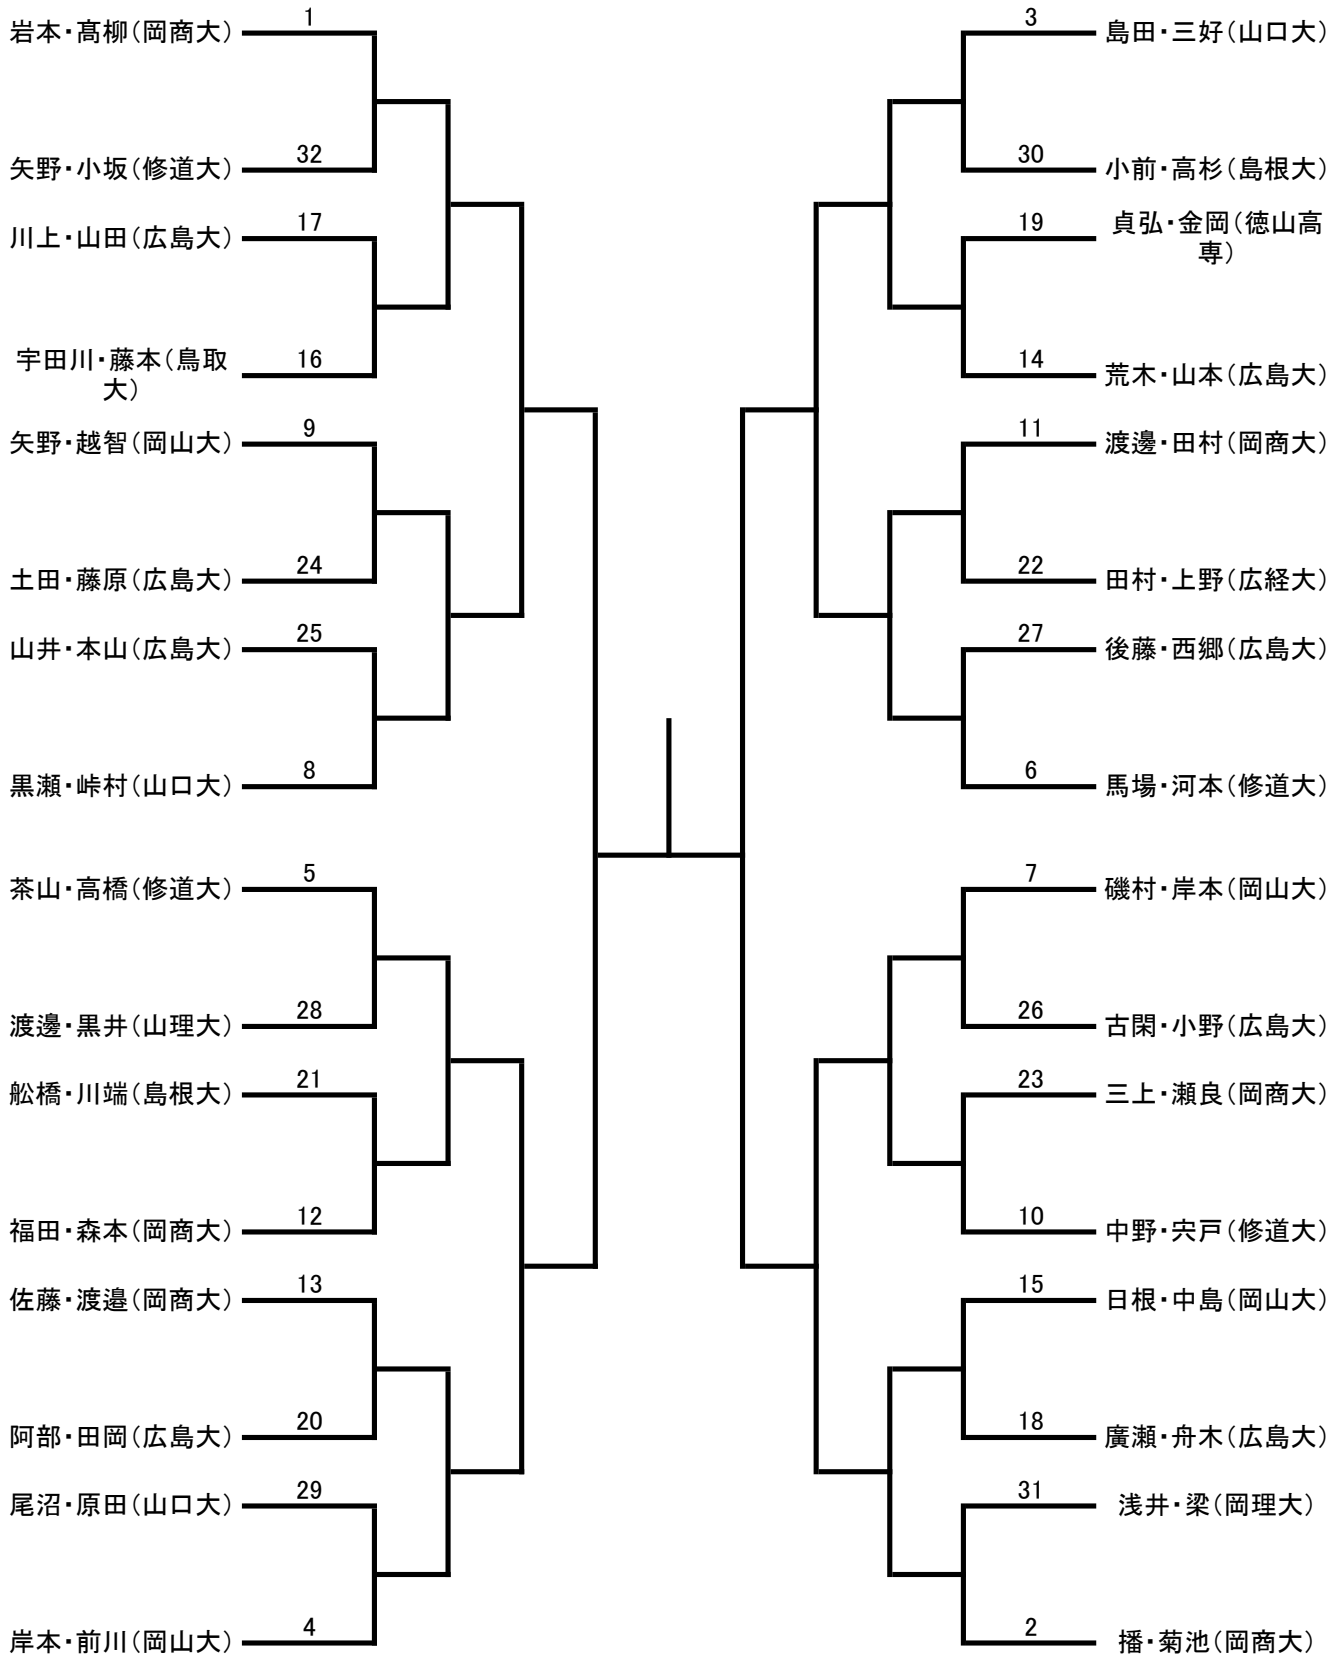 岩本・髙柳(岡商大)
1
矢野・小坂(修道大)
32
川上・山田(広島大)
17
宇田川・藤本(鳥取
大)
16
矢野・越智(岡山大)
9
土田・藤原(広島大)
24
山井・本山(広島大)
25
黒瀬・峠村(山口大)
8
茶山・高橋(修道大)
5
渡邊・黒井(山理大)
28
舩橋・川端(島根大)
21
福田・森本(岡商大)
12
佐藤・渡邉(岡商大)
13
阿部・田岡(広島大)
20
尾沼・原田(山口大)
29
岸本・前川(岡山大)
4
3
島田・三好(山口大)
30
小前・高杉(島根大)
19
貞弘・金岡(徳山高
専)
14
荒木・山本(広島大)
11
渡邊・田村(岡商大)
22
田村・上野(広経大)
27
後藤・西郷(広島大)
6
馬場・河本(修道大)
7
磯村・岸本(岡山大)
26
古閑・小野(広島大)
23
三上・瀬良(岡商大)
10
中野・宍戸(修道大)
15
日根・中島(岡山大)
18
廣瀬・舟木(広島大)
31
浅井・梁(岡理大)
2
播・菊池(岡商大)